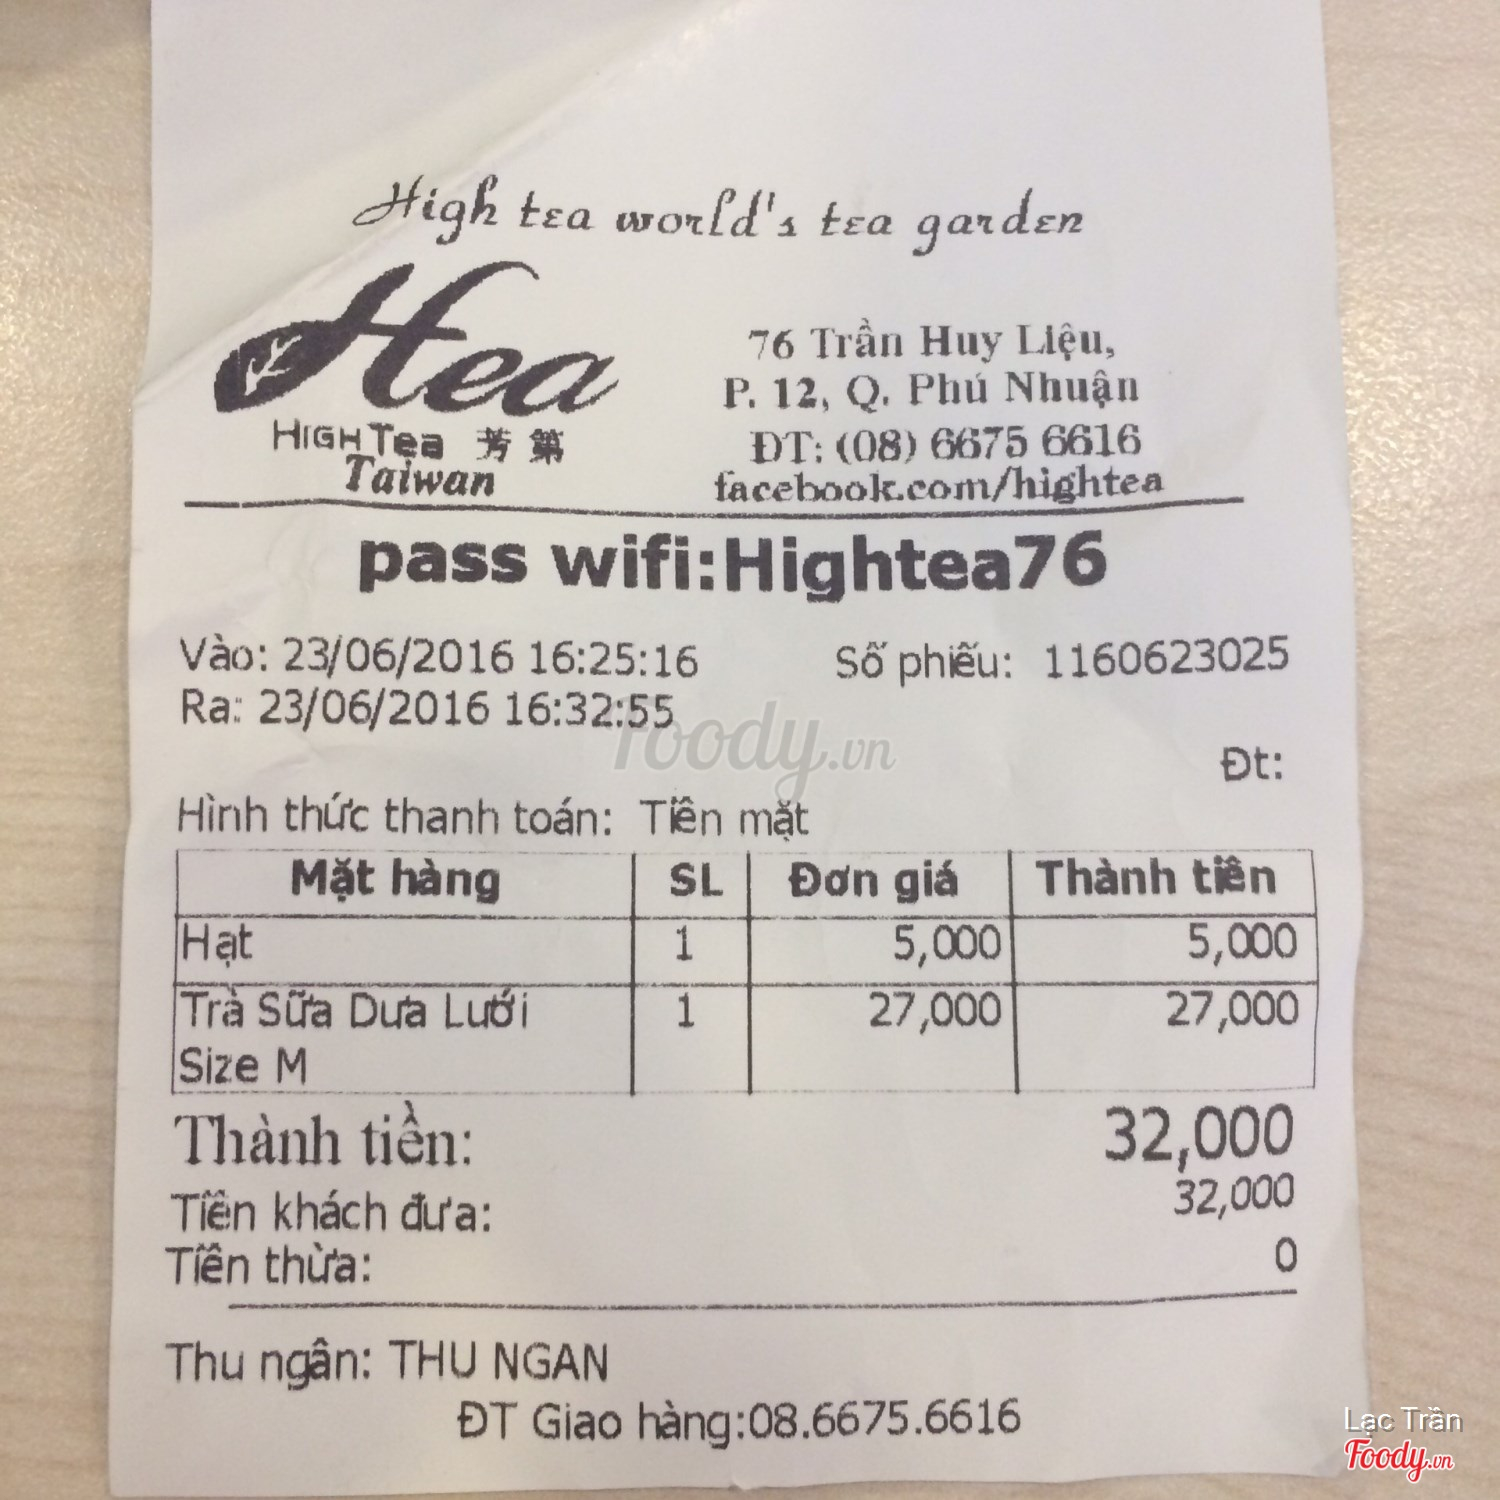 High tea world's tea garden
Htea
HIGH Tea 芳第
Taiwan
76 Trần Huy Liệu,
P. 12, Q. Phú Nhuận
ĐT: (08) 6675 6616
facebook.com/hightea
pass wifi:Hightea76
Vào: 23/06/2016 16:25:16 Số phiếu: 1160623025
Ra: 23/06/2016 16:32:55
foody.vn
Đt:
Hình thức thanh toán: Tiền mặt
Mặt hàng SL Đơn giá Thành tiền
Hạt 1 5,000 5,000
Trà Sữa Dưa Lưới 1 27,000 27,000
Size M
Thành tiền: 32,000
Tiền khách đưa: 32,000
Tiền thừa: 0
Thu ngân: THU NGAN
ĐT Giao hàng:08.6675.6616
Lạc Trần
Foody.vn